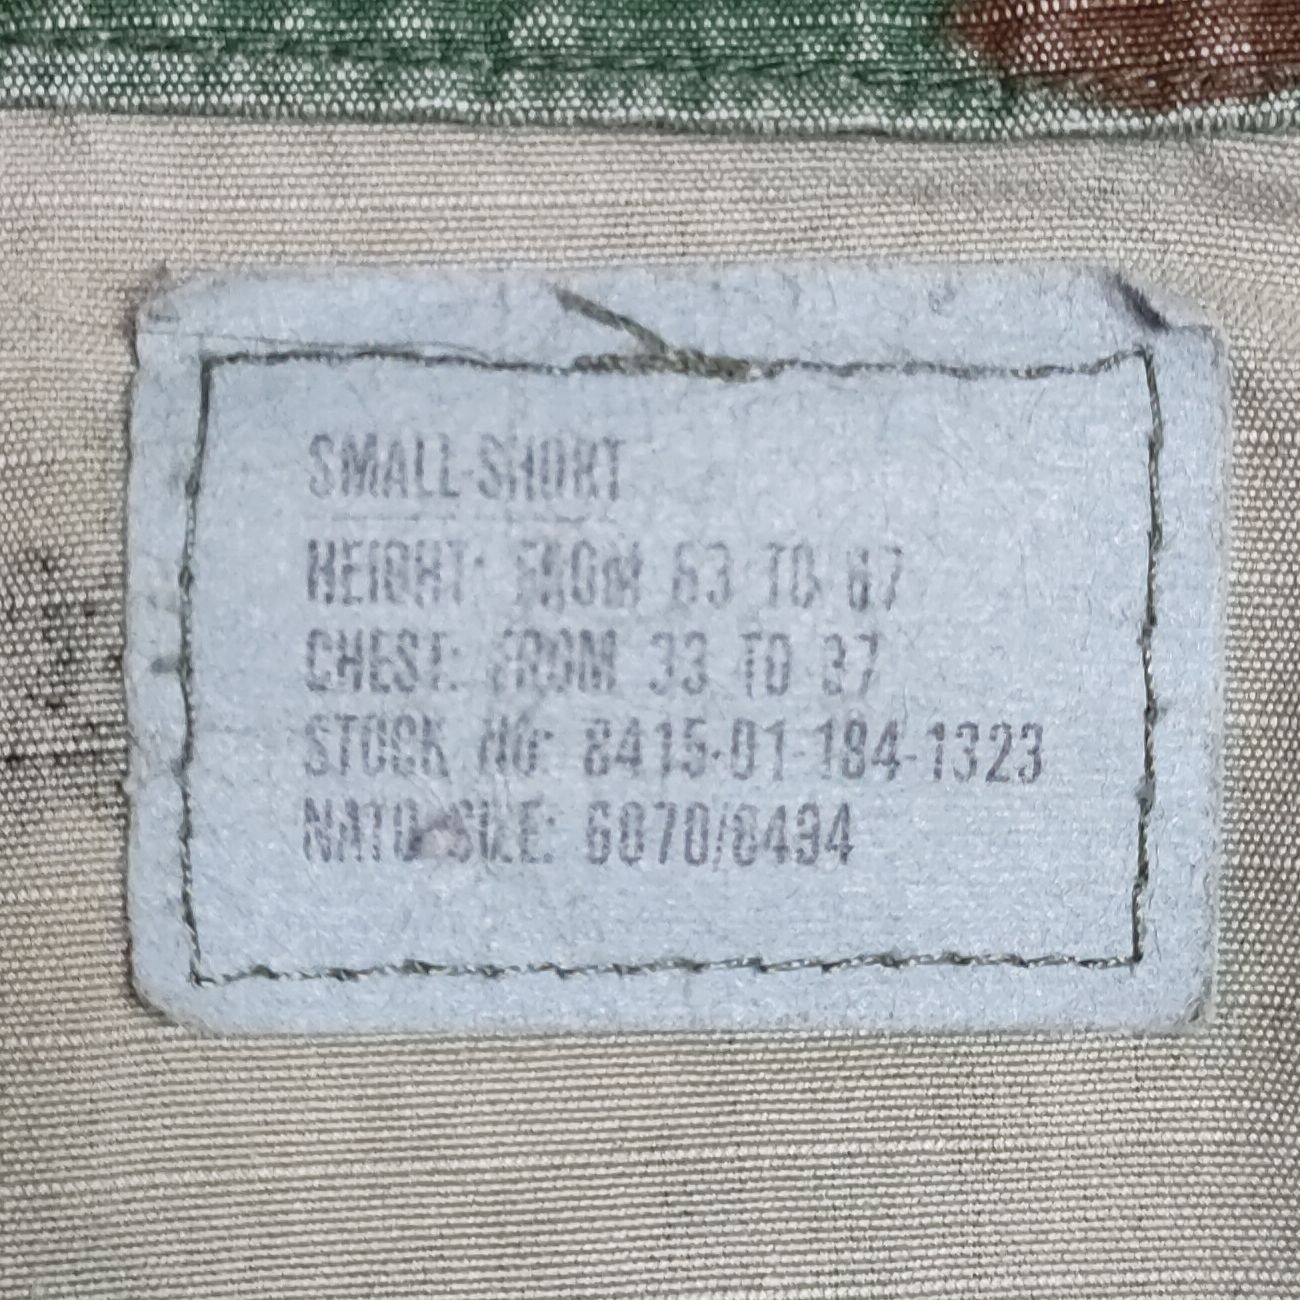 SMALL-SHORT
HEIGHT: FROM 63 TO 67
CHEST: FROM 33 TO 37
STOCK No: 8415-01-184-1323
NATO SIZE: 6070/8494